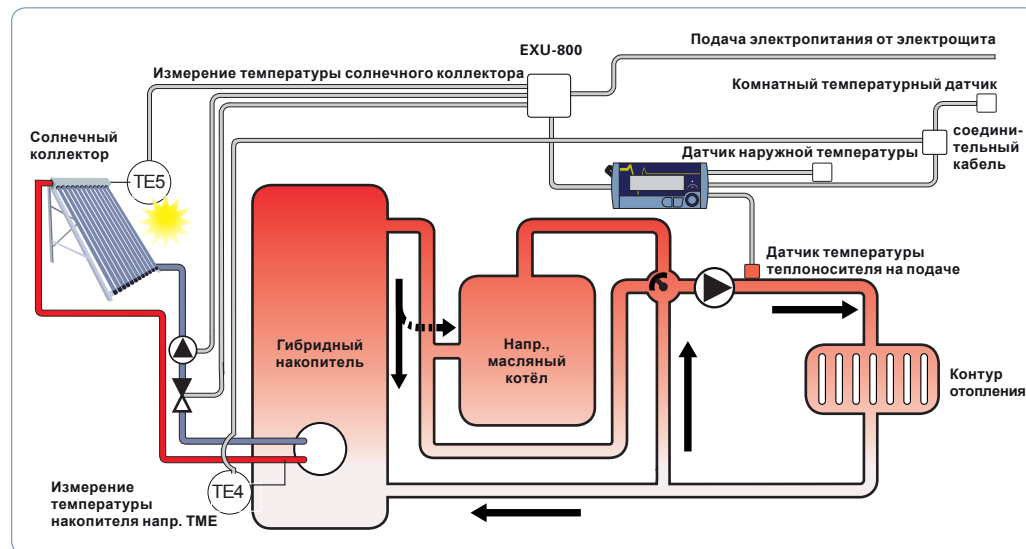 EXU-800
Подача электропитания от электрощита
Измерение температуры солнечного коллектора
Комнатный температурный датчик
Солнечный
коллектор
соедини-
тельный
кабель
Датчик наружной температуры
TE5
Датчик температуры
теплоносителя на подаче
Гибридный
накопитель
Напр.,
масляный
котёл
Контур
отопления
TE4
Измерение
температуры
накопителя напр. TME